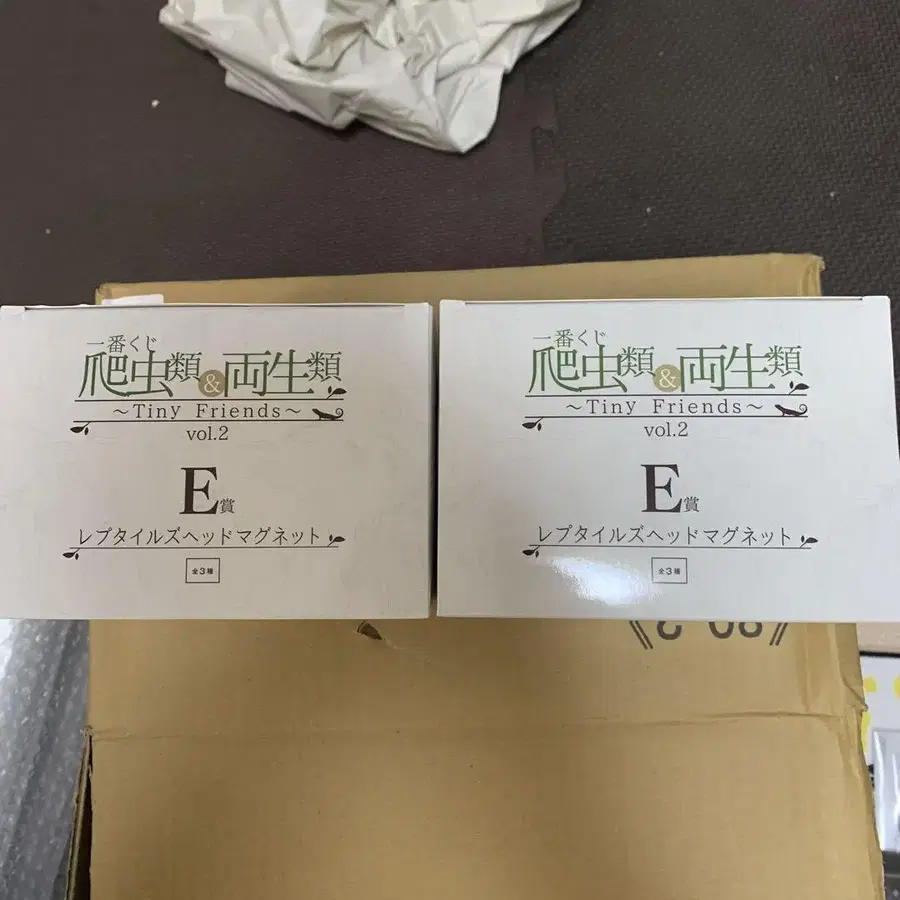 一番くじ
爬虫類&両生類
～Tiny Friends～
vol.2
E賞
レプタイルズヘッドマグネット
全3種
一番くじ
爬虫類&両生類
～Tiny Friends～
vol.2
E賞
レプタイルズヘッドマグネット
全3種